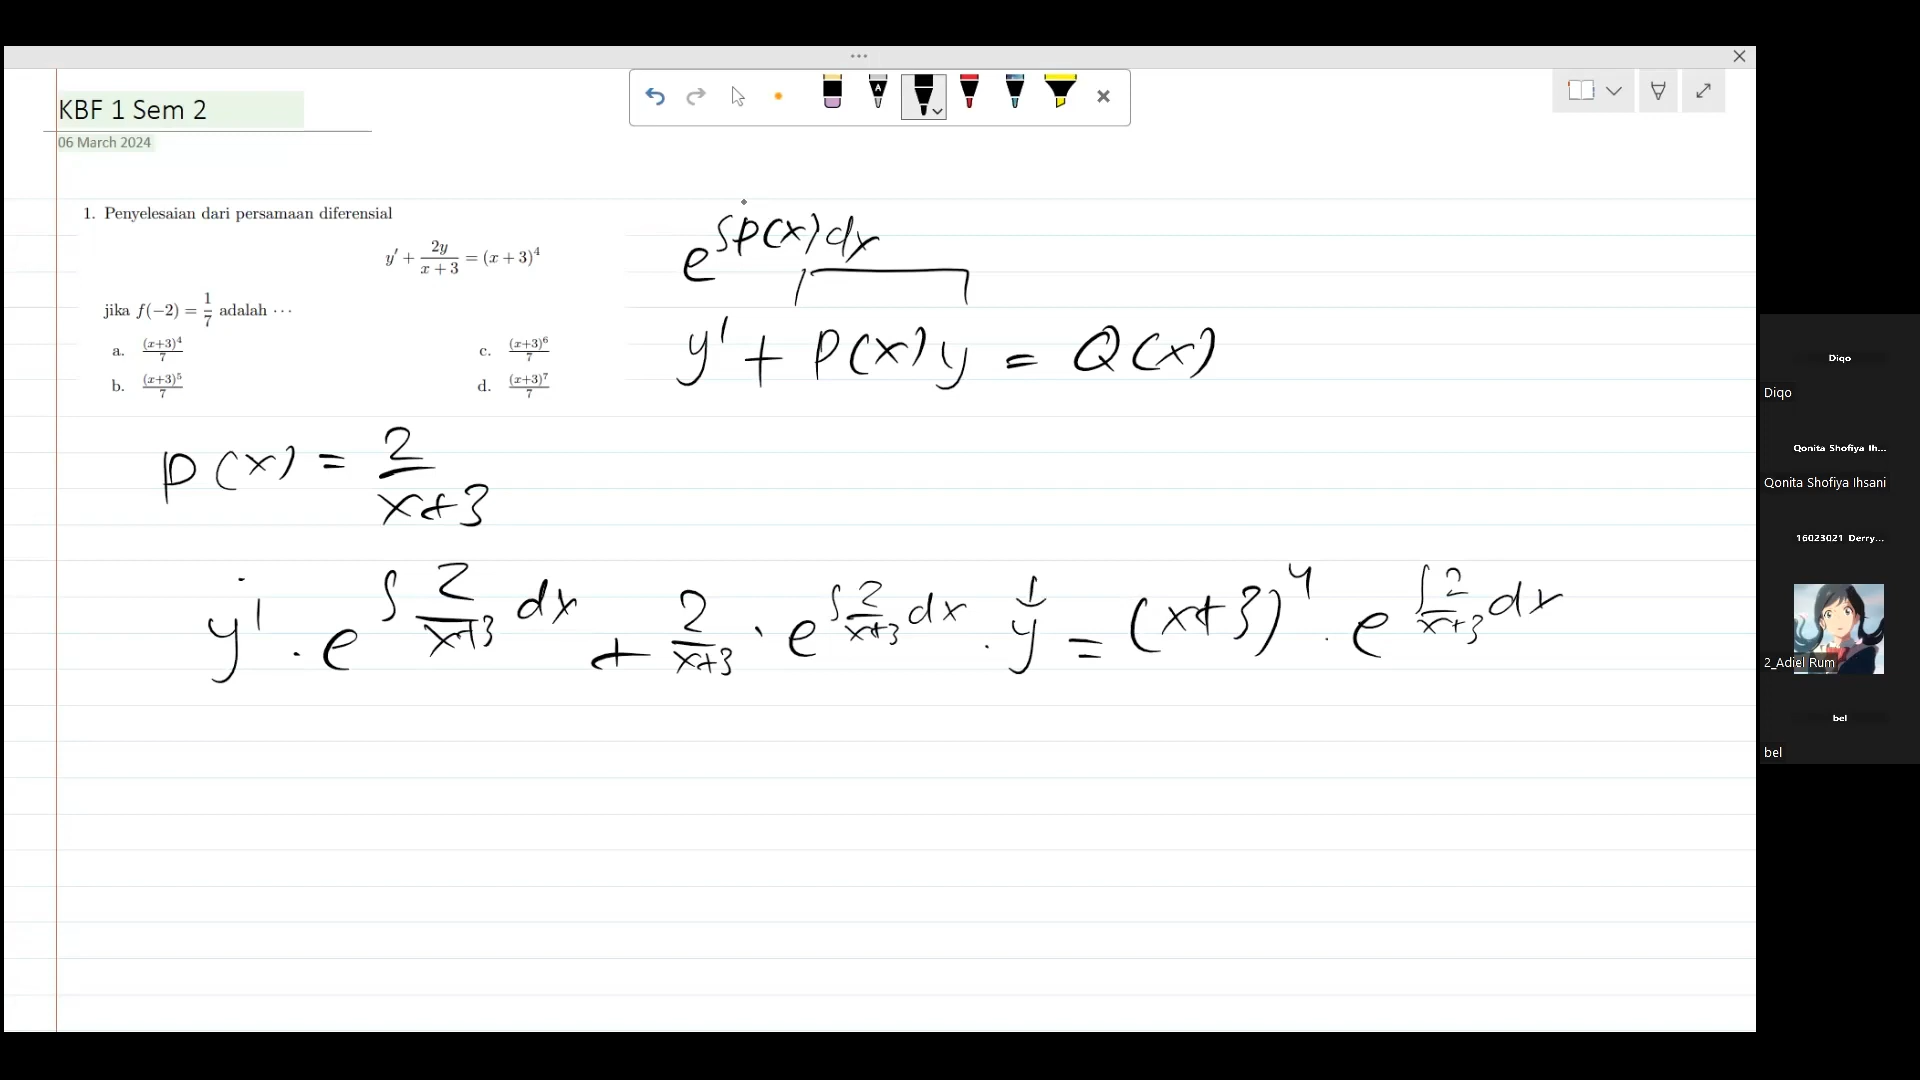 KBF 1 Sem 2
06 March 2024
1. Penyelesaian dari persamaan diferensial
y′ + 2y/(x + 3) = (x + 3)^4
jika f(−2) = 1/7 adalah ···
a. (x+3)^4/7
c. (x+3)^6/7
b. (x+3)^5/7
d. (x+3)^7/7
e^∫P(x)dx
y' + P(x)y = Q(x)
P(x) = 2/(x+3)
y' · e^∫2/(x+3) dx + 2/(x+3) · e^∫2/(x+3) dx · y = (x+3)^4 · e^∫2/(x+3) dx
Diqo
Diqo
Qonita Shofiya Ih...
Qonita Shofiya Ihsani
16023021_Derry...
2_Adiel Rum
bel
bel